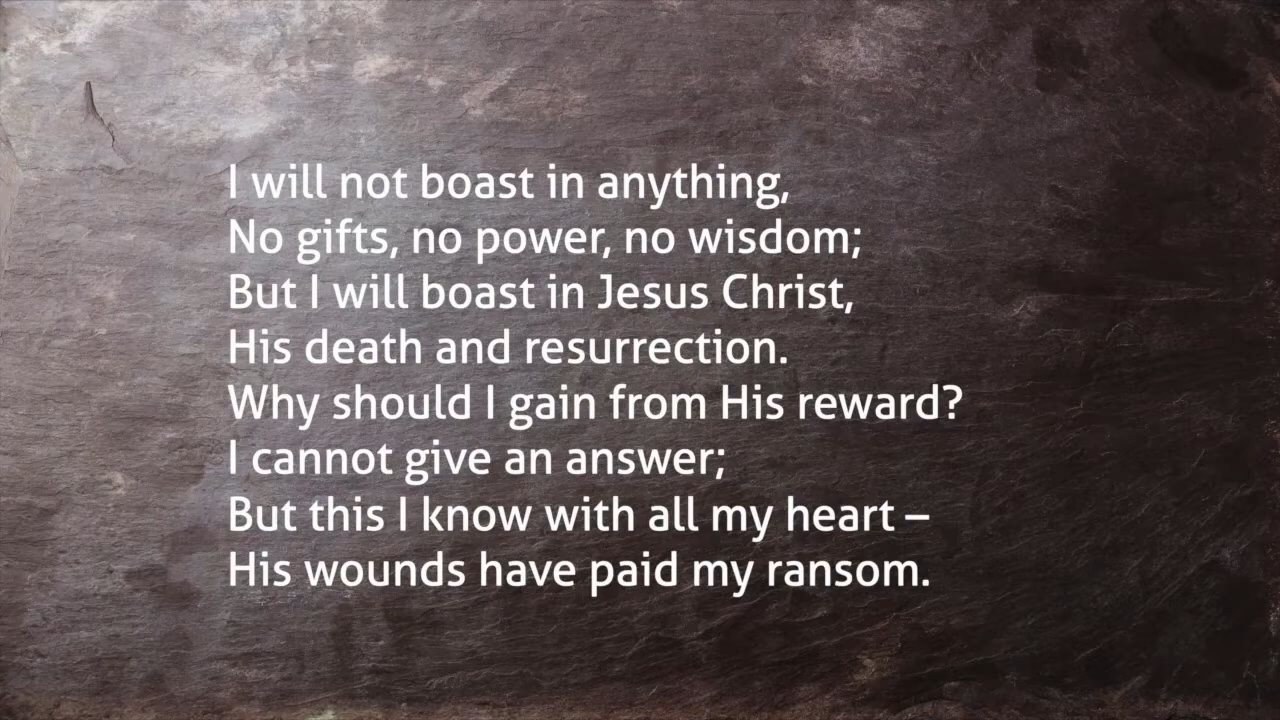 I will not boast in anything,
No gifts, no power, no wisdom;
But I will boast in Jesus Christ,
His death and resurrection.
Why should I gain from His reward?
I cannot give an answer;
But this I know with all my heart –
His wounds have paid my ransom.